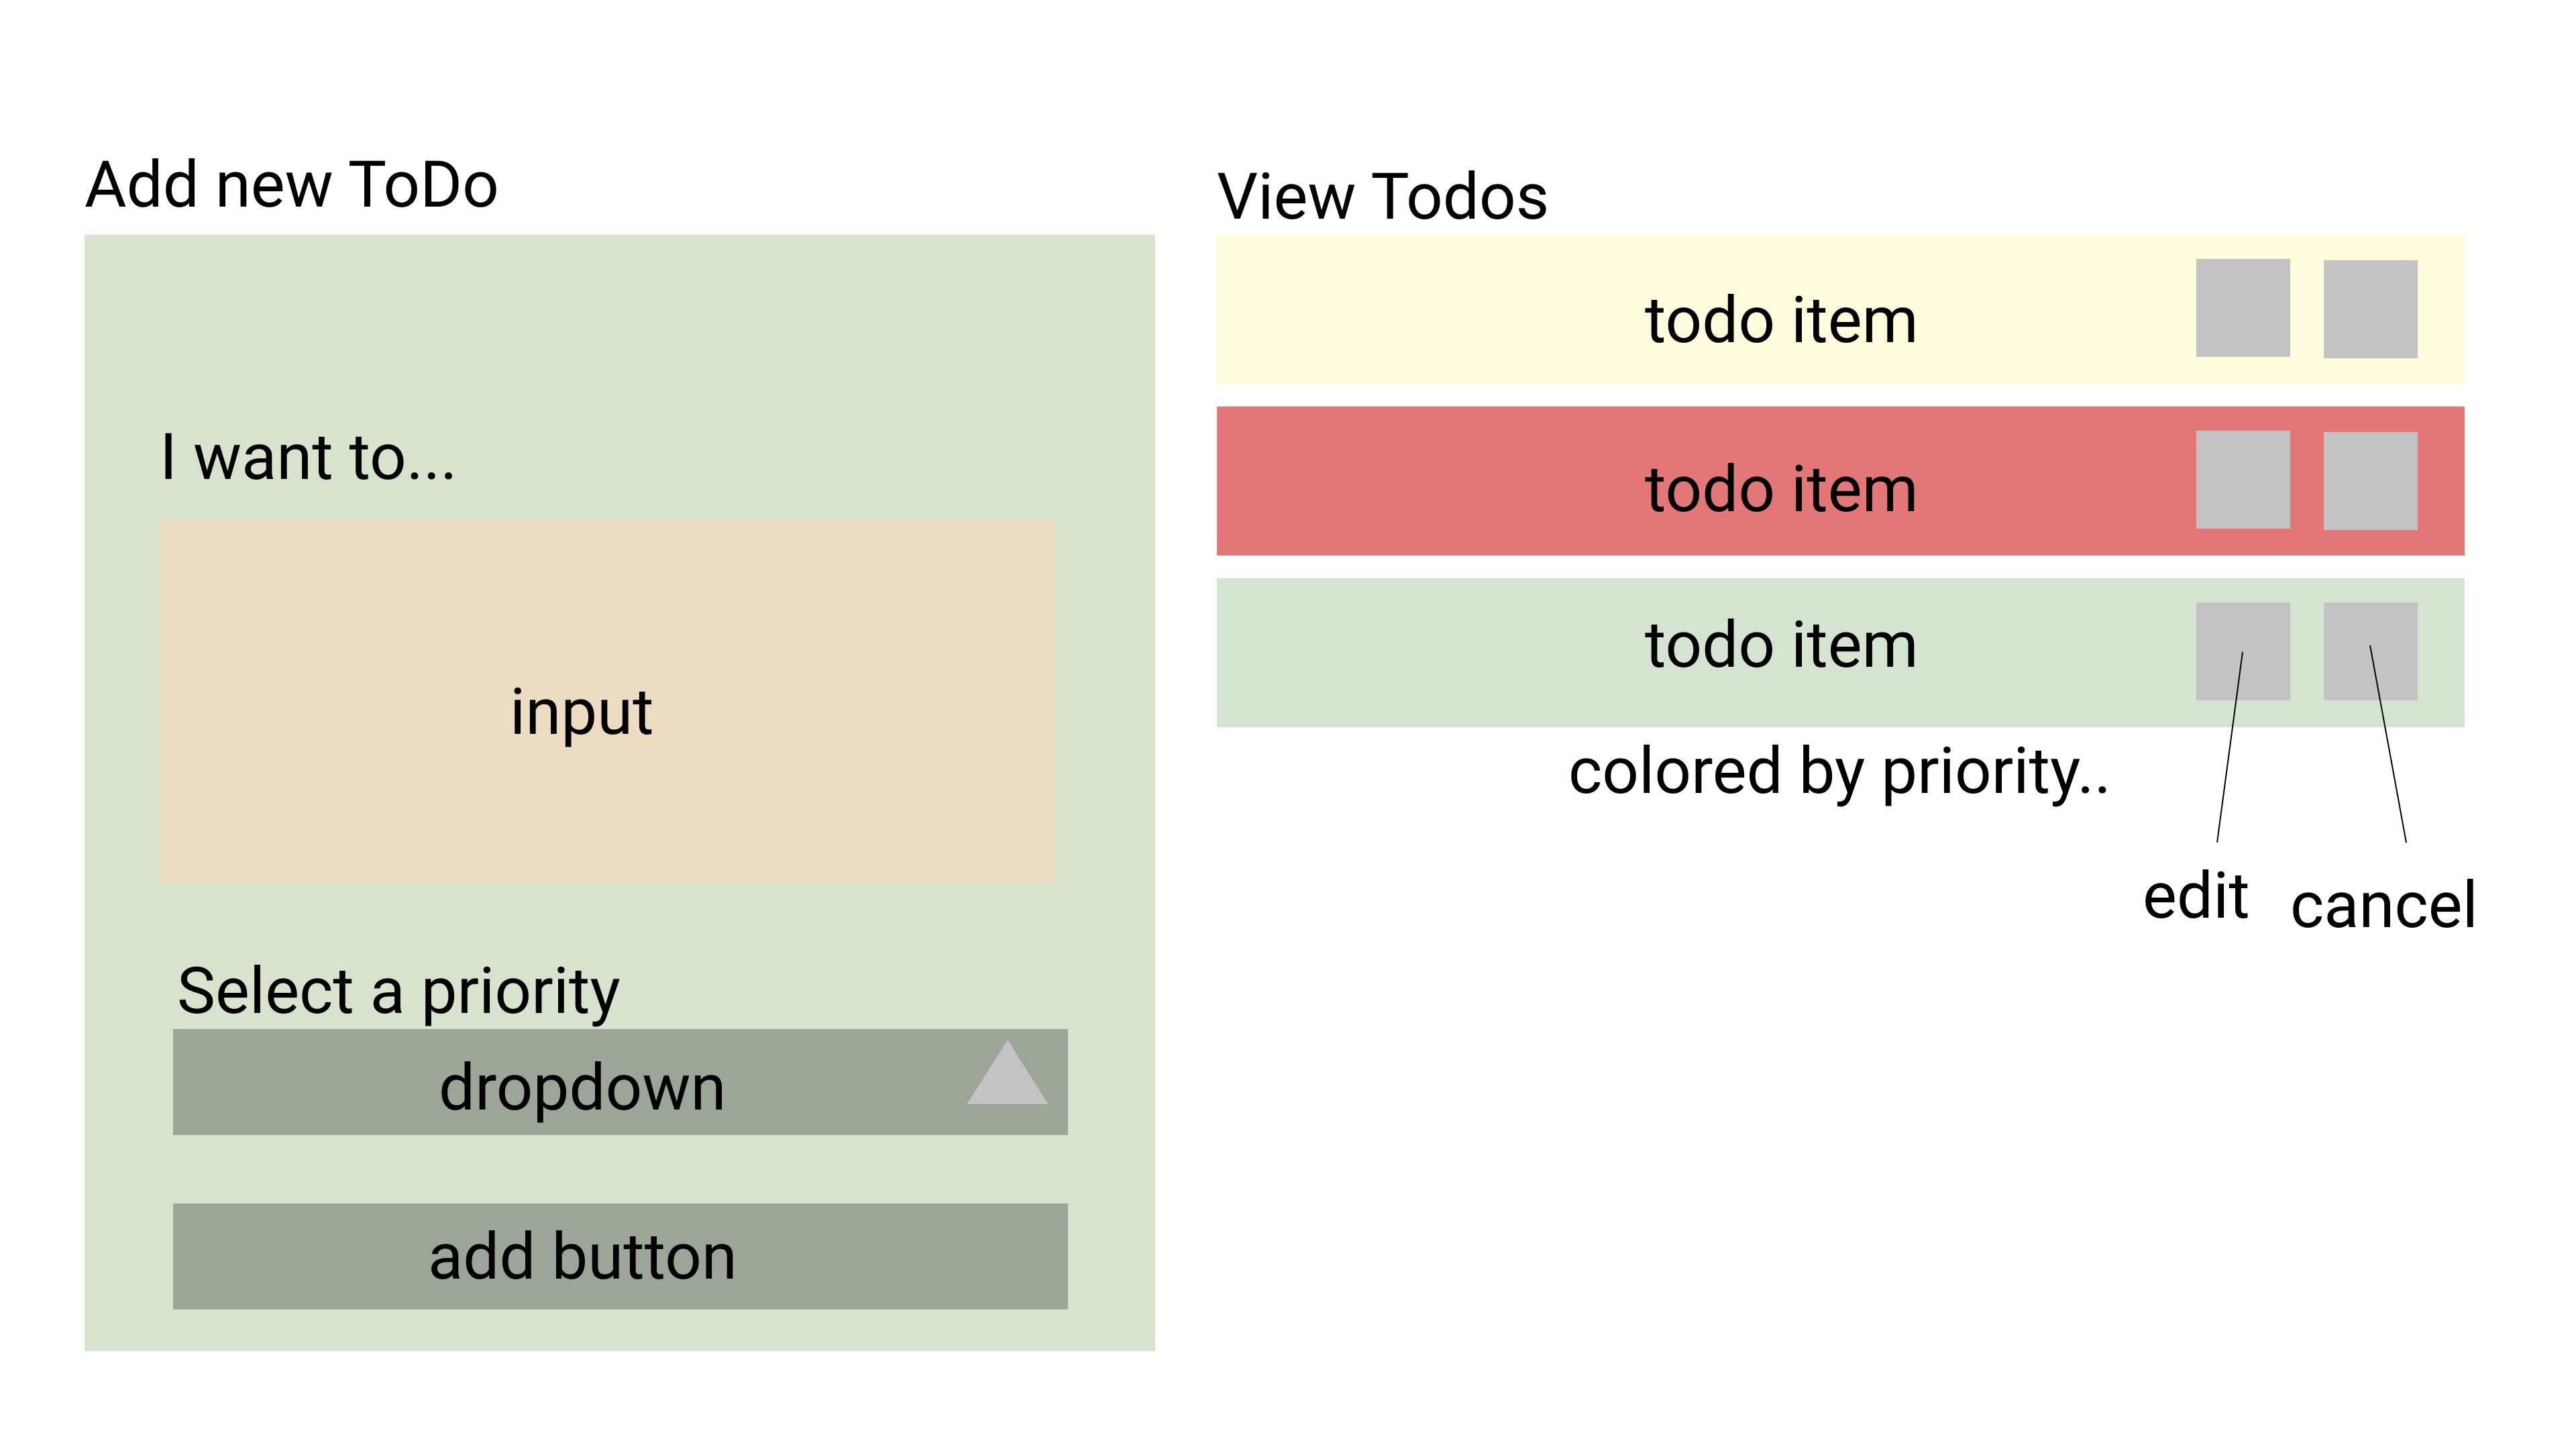 Add new ToDo
I want to...
input
Select a priority
dropdown
add button
View Todos
todo item
todo item
todo item
colored by priority..
edit
cancel